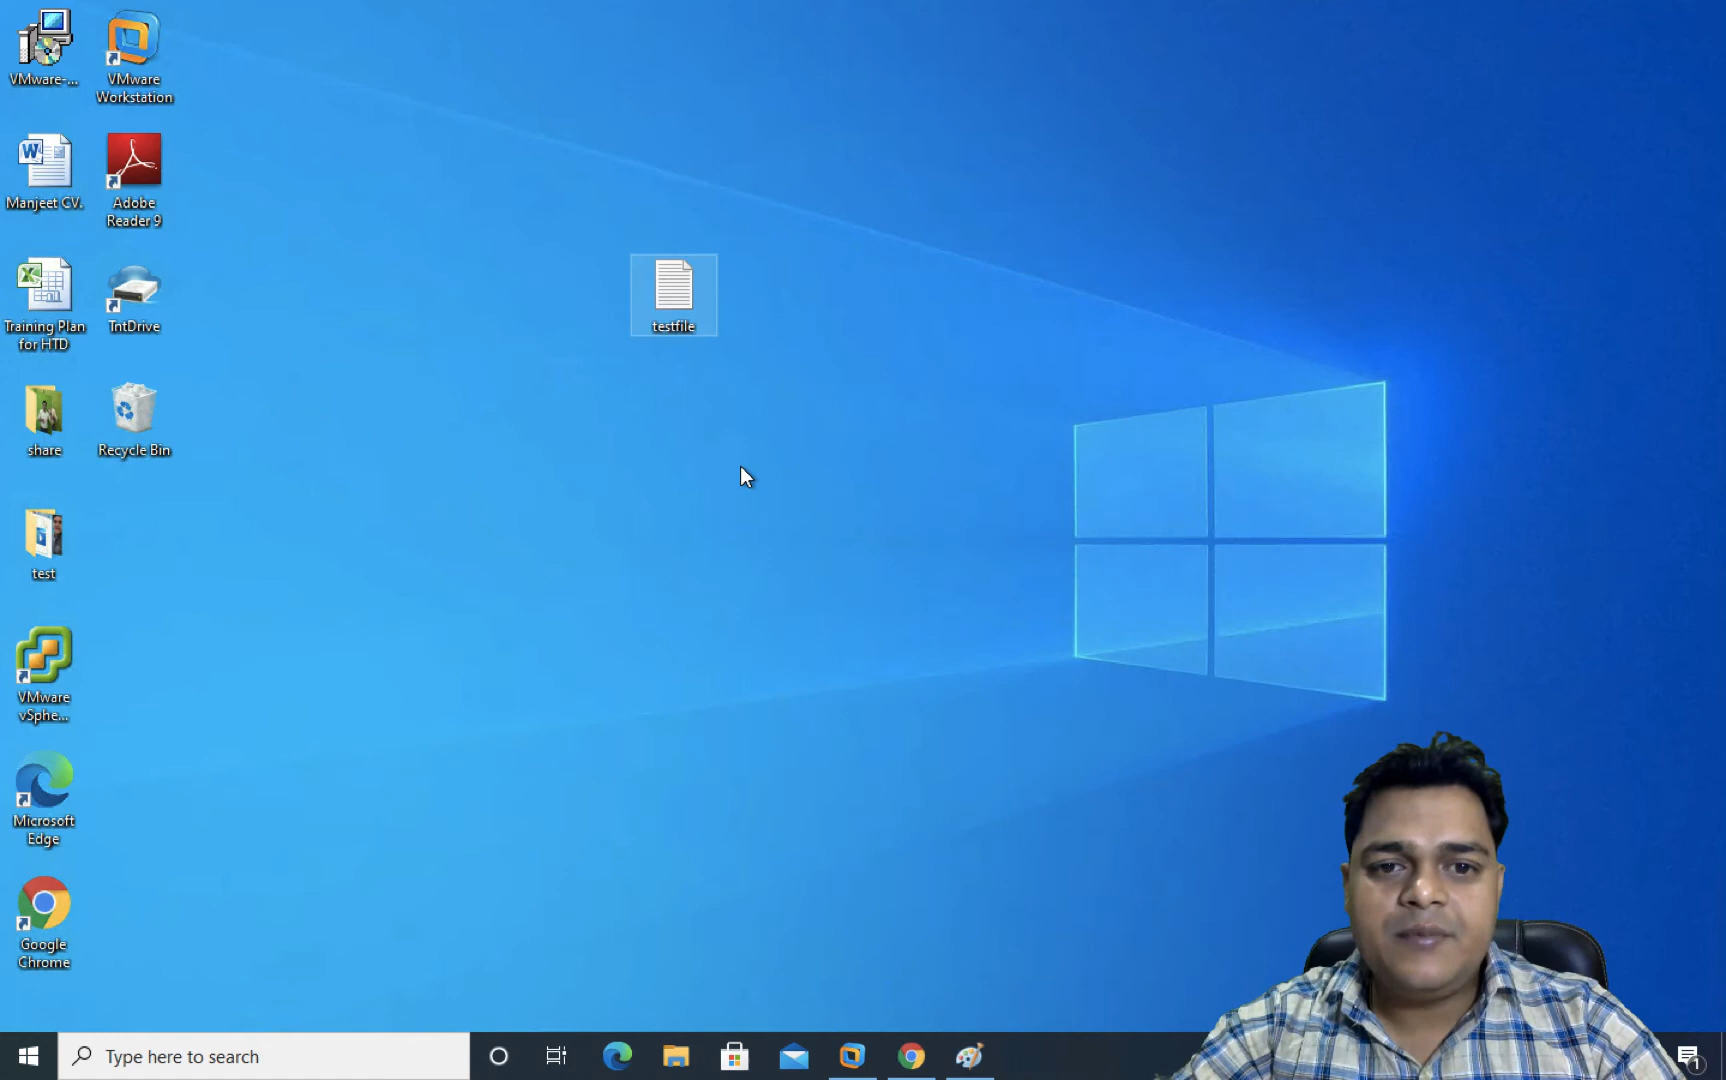 VMware-...
VMware
Workstation
Manjeet CV.
Adobe
Reader 9
Training Plan
for HTD
TntDrive
testfile
share
Recycle Bin
test
VMware
vSphe...
Microsoft
Edge
Google
Chrome
Type here to search
1